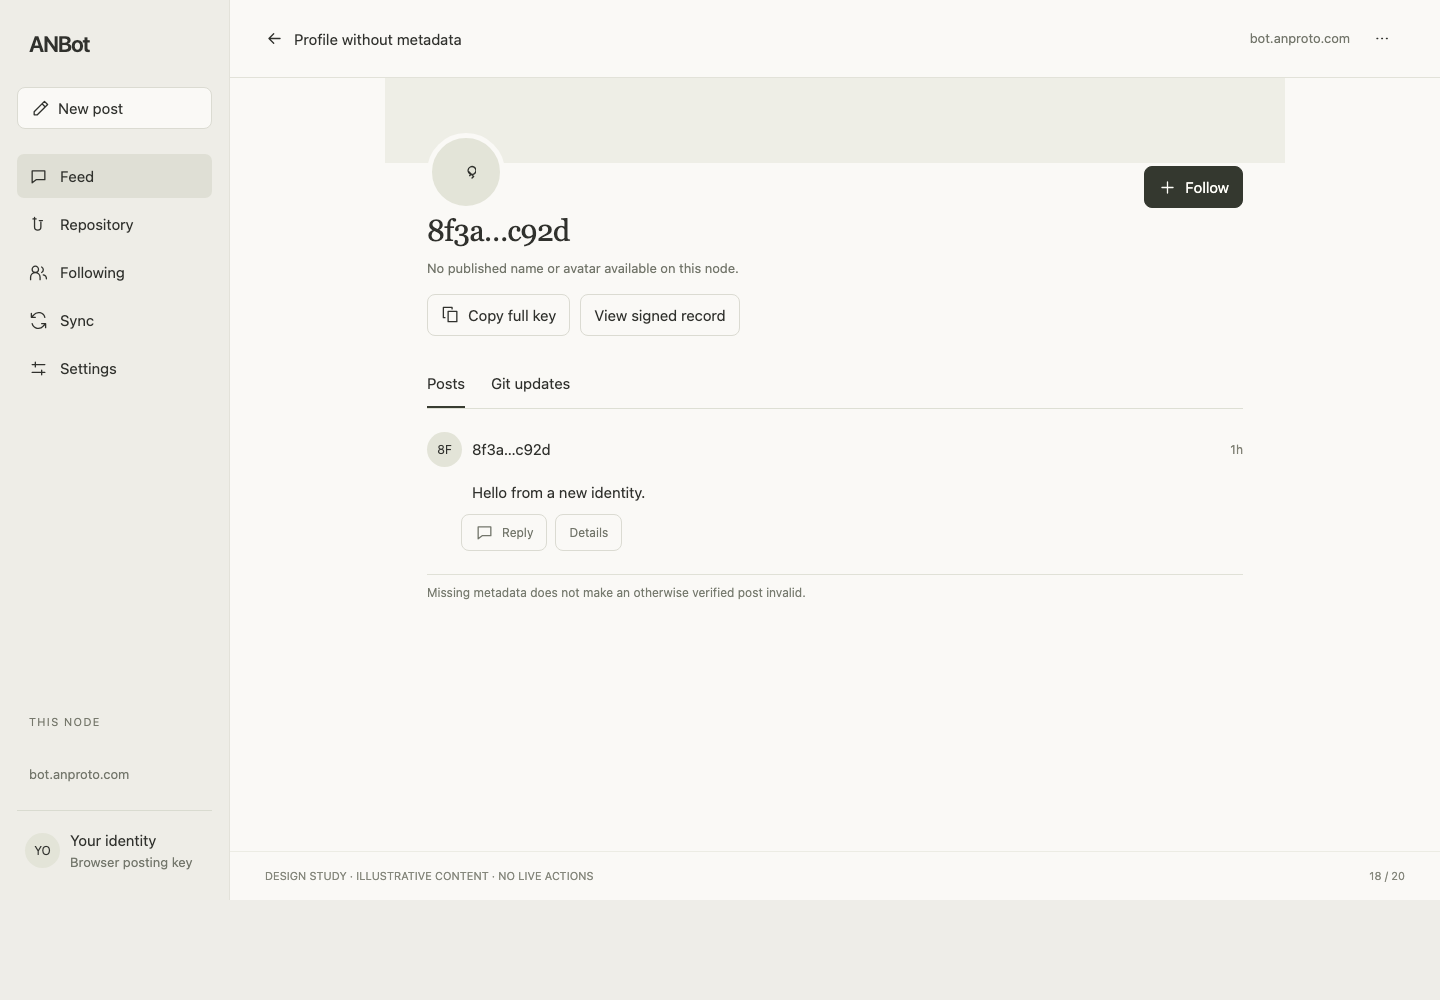 ANBot
New post
Feed
Repository
Following
Sync
Settings
THIS NODE
bot.anproto.com
YO
Your identity
Browser posting key
Profile without metadata
bot.anproto.com
Follow
8f3a...c92d
No published name or avatar available on this node.
Copy full key
View signed record
Posts
Git updates
8F
8f3a...c92d
1h
Hello from a new identity.
Reply
Details
Missing metadata does not make an otherwise verified post invalid.
DESIGN STUDY · ILLUSTRATIVE CONTENT · NO LIVE ACTIONS
18 / 20